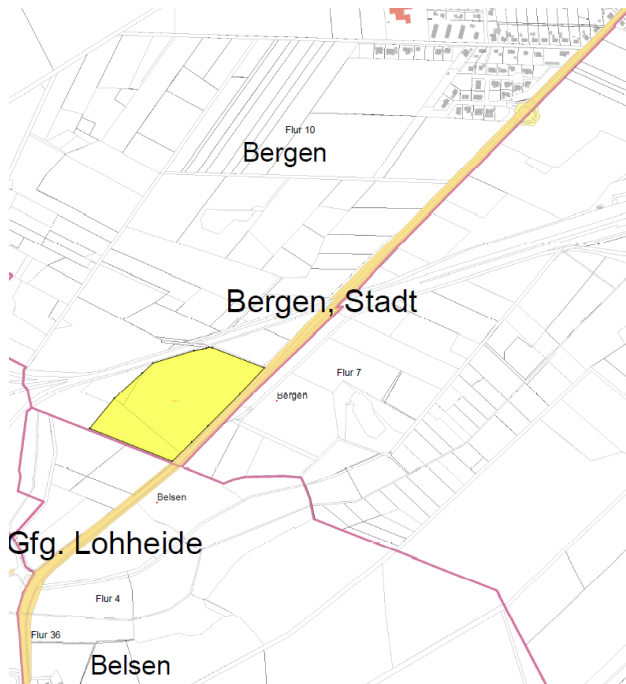 Flur 10
Bergen
Bergen, Stadt
Flur 7
Bergen
Belsen
Gfg. Lohheide
Flur 4
Flur 36
Belsen